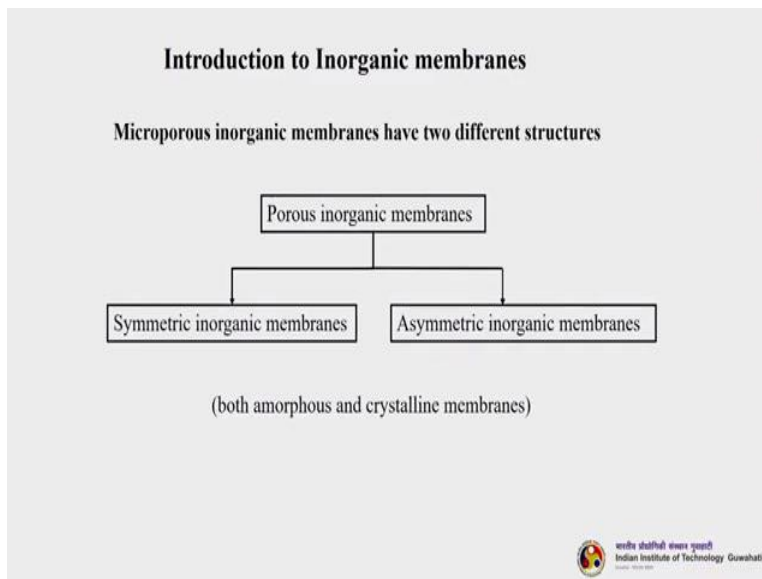 Introduction to Inorganic membranes
Microporous inorganic membranes have two different structures
Porous inorganic membranes
Symmetric inorganic membranes
Asymmetric inorganic membranes
(both amorphous and crystalline membranes)
भारतीय प्रौद्योगिकी संस्थान गुवाहाटी
Indian Institute of Technology Guwahati